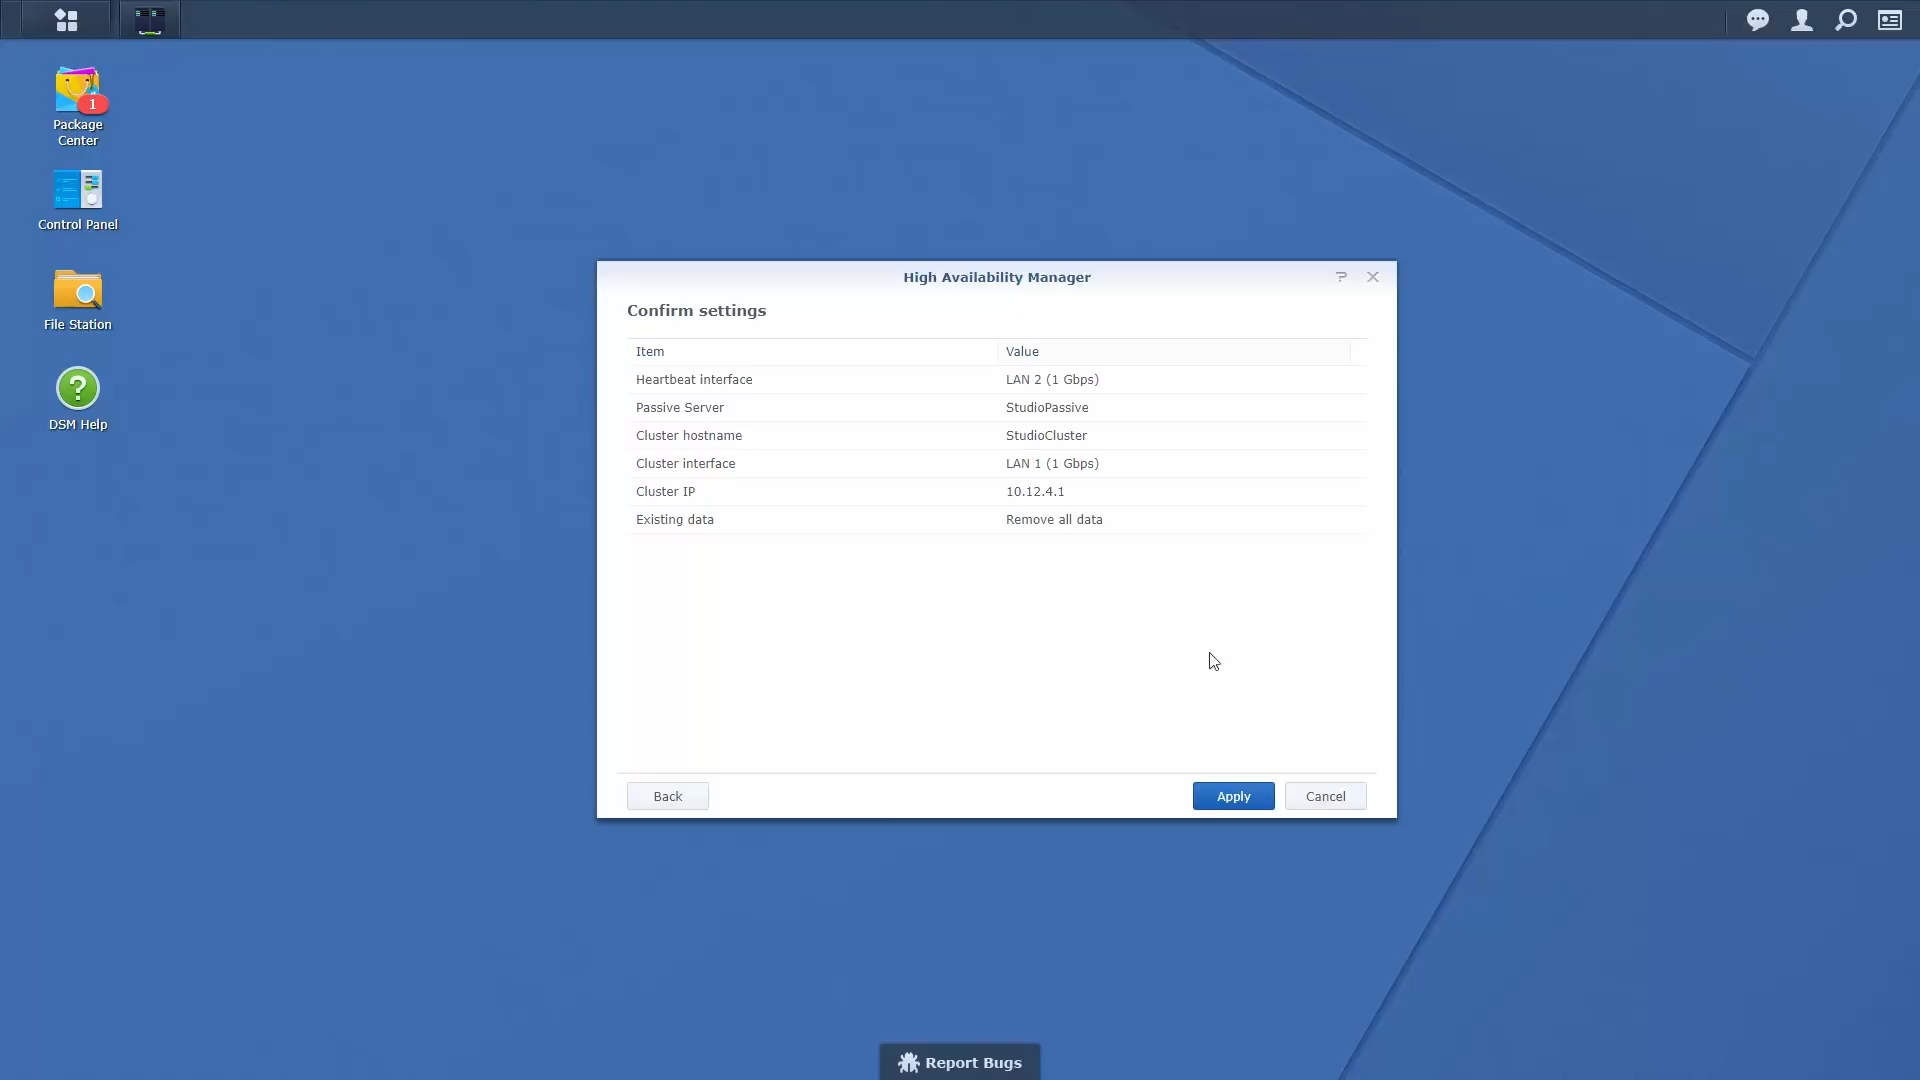 1
Package
Center
Control Panel
File Station
?
DSM Help
High Availability Manager
?
Confirm settings
Item Value
Heartbeat interface LAN 2 (1 Gbps)
Passive Server StudioPassive
Cluster hostname StudioCluster
Cluster interface LAN 1 (1 Gbps)
Cluster IP 10.12.4.1
Existing data Remove all data
Back Apply Cancel
Report Bugs